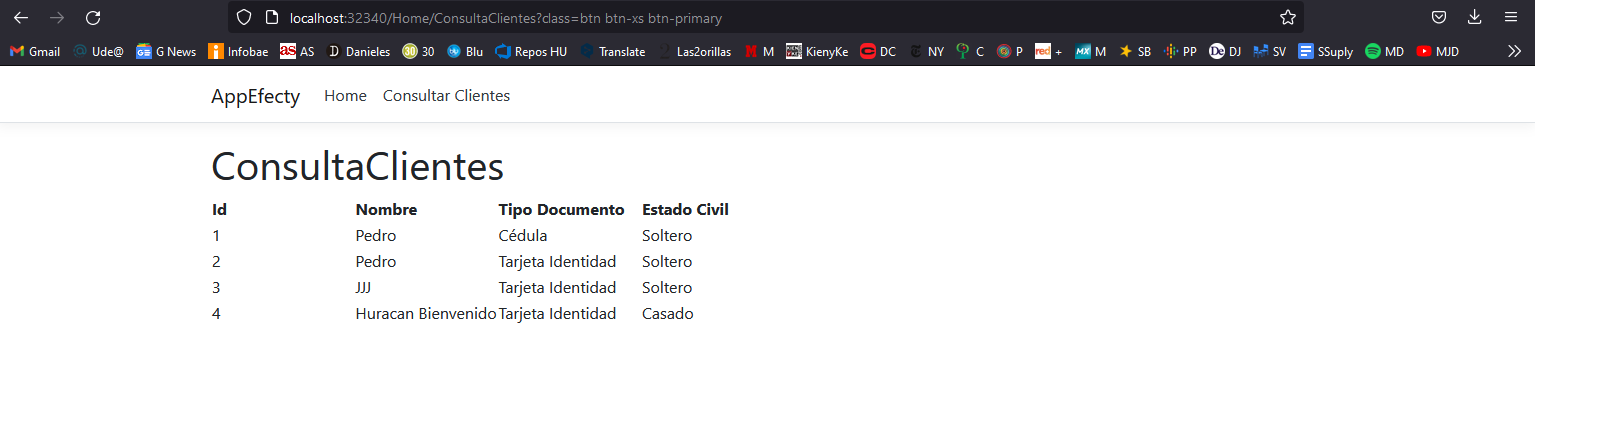 localhost:32340/Home/ConsultaClientes?class=btn btn-xs btn-primary
Gmail Ude@ G News Infobae AS Danieles 30 Blu Repos HU Translate Las2orillas M KienyKe DC NY C P + M SB PP DJ SV SSuply MD MJD
AppEfecty Home Consultar Clientes
ConsultaClientes
Id Nombre Tipo Documento Estado Civil
1 Pedro Cédula Soltero
2 Pedro Tarjeta Identidad Soltero
3 JJJ Tarjeta Identidad Soltero
4 Huracan Bienvenido Tarjeta Identidad Casado